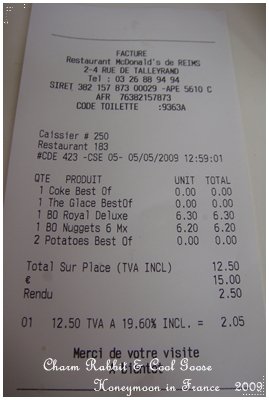 FACTURE
Restaurant McDonald's de REIMS
2-4 RUE DE TALLEYRAND
Tel : 03 26 88 94 94
SIRET 382 157 873 00029 -APE 5610 C
AFR 76382157873
CODE TOILETTE :9363A
Caissier # 250
Restaurant 183
#CDE 423 -CSE 05- 05/05/2009 12:59:01
QTE PRODUIT UNIT TOTAL
1 Coke Best Of 0.00 0.00
1 The Glace BestOf 0.00 0.00
1 BO Royal Deluxe 6.30 6.30
1 BO Nuggets 6 Mx 6.20 6.20
2 Potatoes Best Of 0.00 0.00
Total Sur Place (TVA INCL) 12.50
€ 15.00
Rendu 2.50
01 12.50 TVA A 19.60% INCL. = 2.05
Merci de votre visite
A bientot
Charm Rabbit & Cool Goose
Honeymoon in France 2009